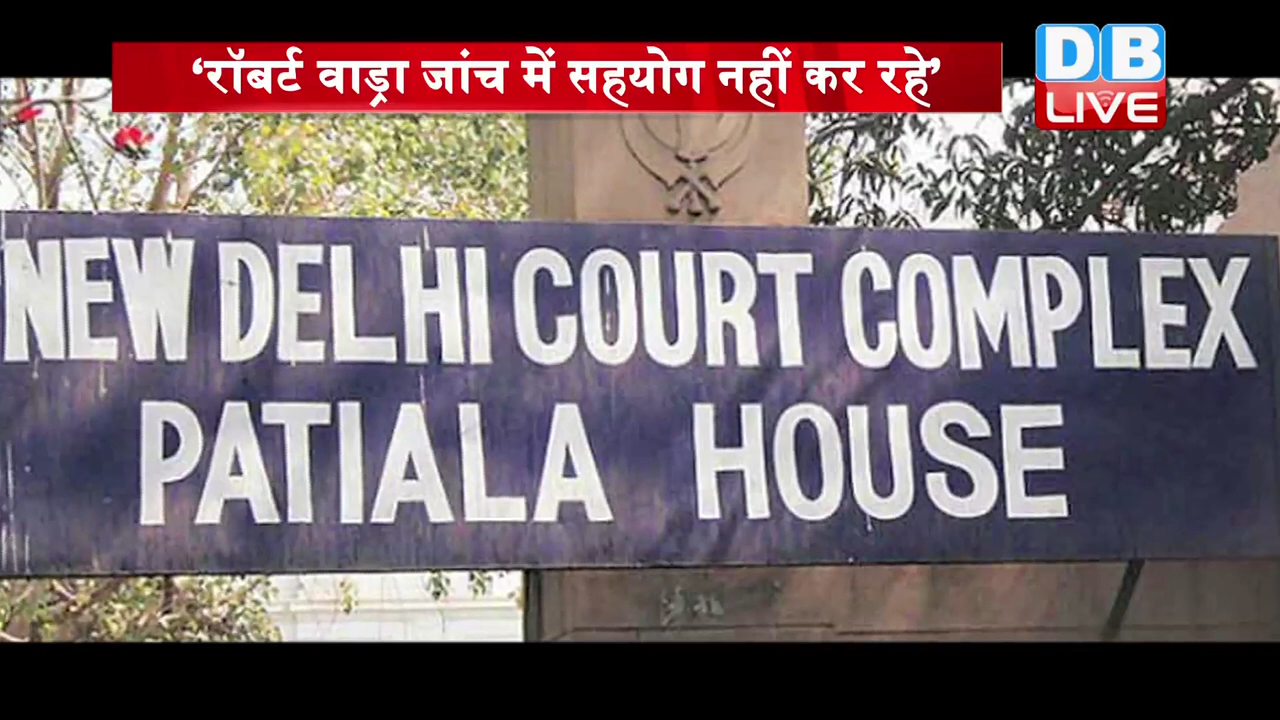 ‘रॉबर्ट वाड्रा जांच में सहयोग नहीं कर रहे’
DB
LIVE
NEW DELHI COURT COMPLEX
PATIALA HOUSE